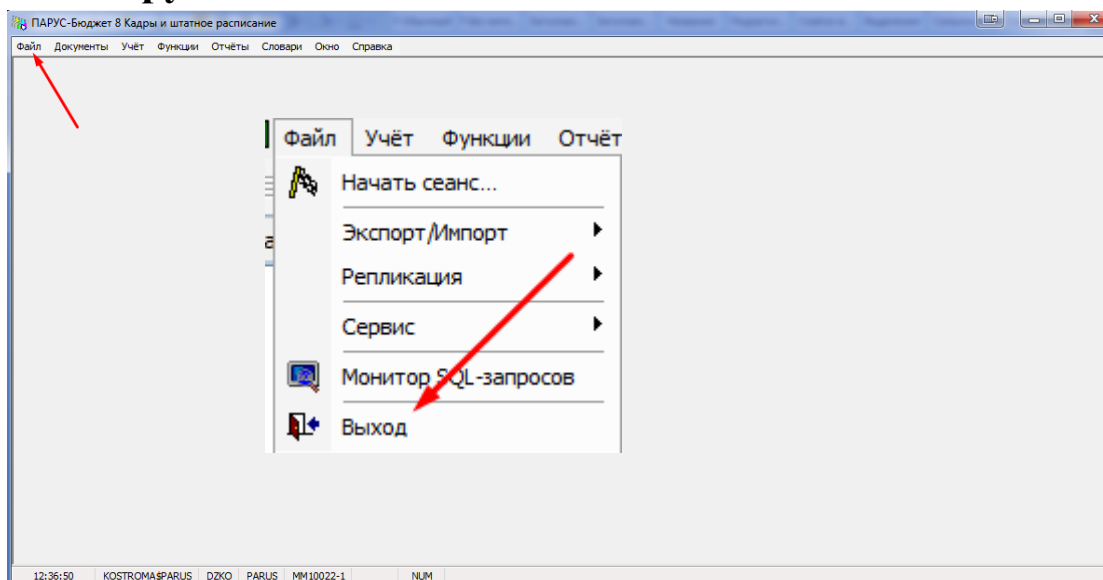 ПАРУС-Бюджет 8 Кадры и штатное расписание
Файл Документы Учёт Функции Отчёты Словари Окно Справка
Файл Учёт Функции Отчёт
Начать сеанс...
Экспорт/Импорт
Репликация
Сервис
Монитор SQL-запросов
Выход
12:36:50 KOSTROMA$PARUS DZKO PARUS MM10022-1 NUM